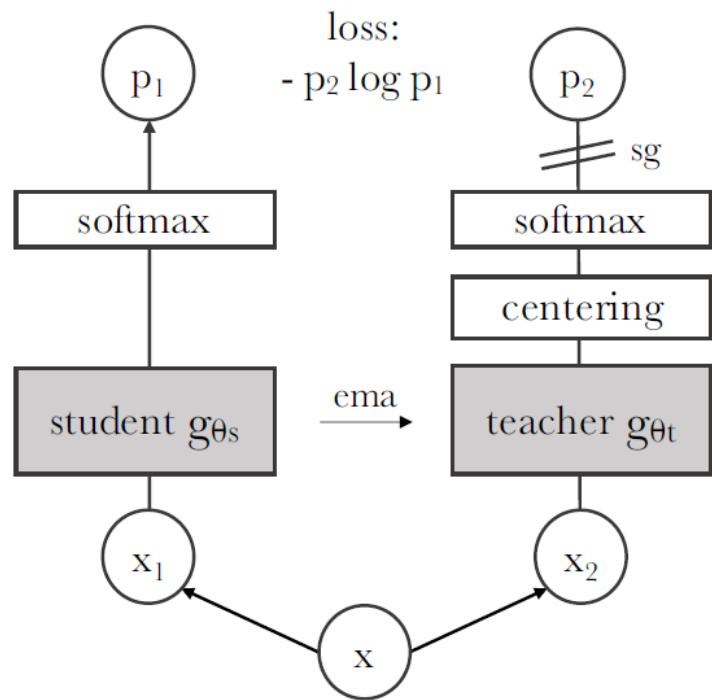 loss:
- p₂ log p₁
p₁
p₂
sg
softmax
softmax
centering
student gθs
ema
teacher gθt
x₁
x₂
x